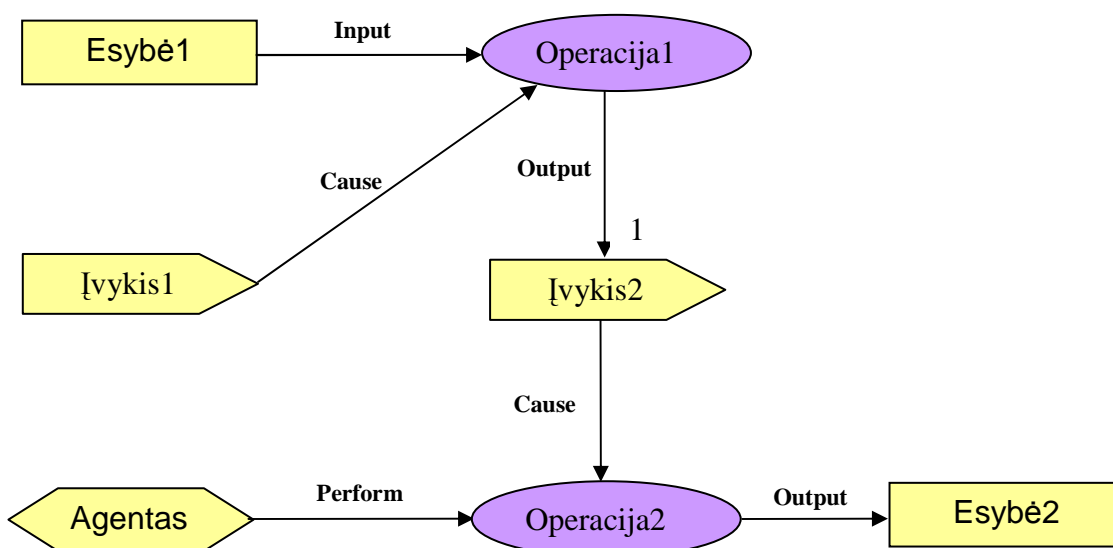 Input
Esybė1
Operacija1
Output
Cause
1
Įvykis1
Įvykis2
Cause
Perform
Output
Agentas
Operacija2
Esybė2